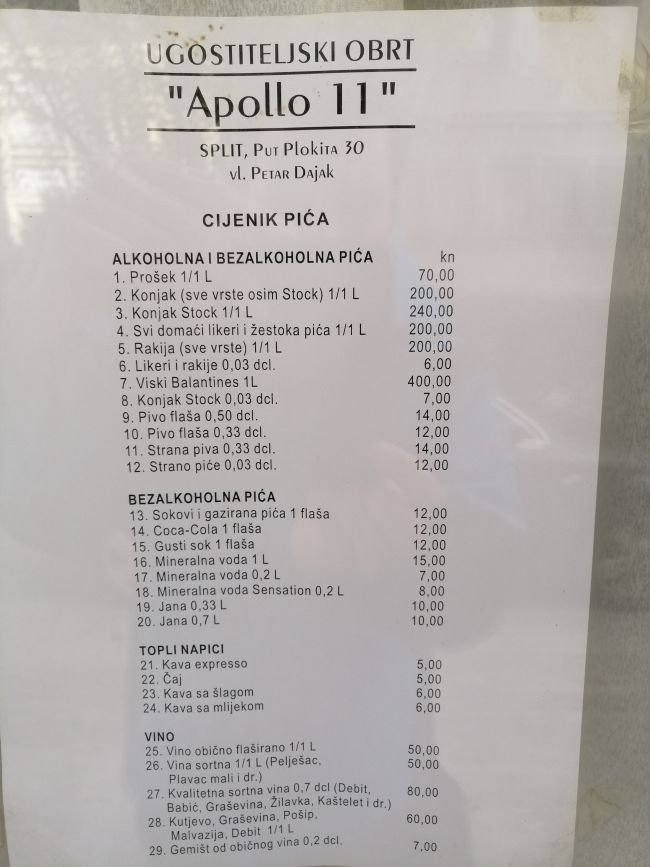 UGOSTITELJSKI OBRT
"Apollo 11"
SPLIT, Put Plokita 30
vl. Petar Dajak
CIJENIK PIĆA
ALKOHOLNA I BEZALKOHOLNA PIĆA kn
1. Prošek 1/1 L 70,00
2. Konjak (sve vrste osim Stock) 1/1 L 200,00
3. Konjak Stock 1/1 L 240,00
4. Svi domaći likeri i žestoka pića 1/1 L 200,00
5. Rakija (sve vrste) 1/1 L 200,00
6. Likeri i rakije 0,03 dcl. 6,00
7. Viski Balantines 1L 400,00
8. Konjak Stock 0,03 dcl. 7,00
9. Pivo flaša 0,50 dcl. 14,00
10. Pivo flaša 0,33 dcl. 12,00
11. Strana piva 0,33 dcl. 14,00
12. Strano piće 0,03 dcl. 12,00
BEZALKOHOLNA PIĆA
13. Sokovi i gazirana pića 1 flaša 12,00
14. Coca-Cola 1 flaša 12,00
15. Gusti sok 1 flaša 12,00
16. Mineralna voda 1 L 15,00
17. Mineralna voda 0,2 L 7,00
18. Mineralna voda Sensation 0,2 L 8,00
19. Jana 0,33 L 10,00
20. Jana 0,7 L 10,00
TOPLI NAPICI
21. Kava expresso 5,00
22. Čaj 5,00
23. Kava sa šlagom 6,00
24. Kava sa mlijekom 6,00
VINO
25. Vino obično flaširano 1/1 L 50,00
26. Vina sortna 1/1 L (Pelješac, 50,00
Plavac mali i dr.)
27. Kvalitetna sortna vina 0,7 dcl (Debit, 80,00
Babić, Graševina, Žilavka, Kaštelet i dr.)
28. Kutjevo, Graševina, Pošip, 60,00
Malvazija, Debit 1/1 L
29. Gemišt od običnog vina 0,2 dcl. 7,00